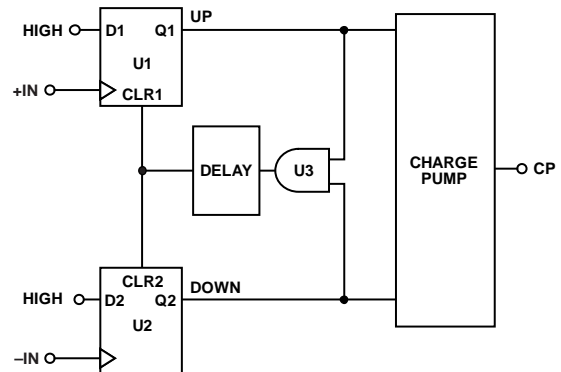 UP
HIGH D1 Q1
U1
+IN
CLR1
DELAY U3 CHARGE PUMP CP
CLR2 DOWN
HIGH D2 Q2
U2
–IN